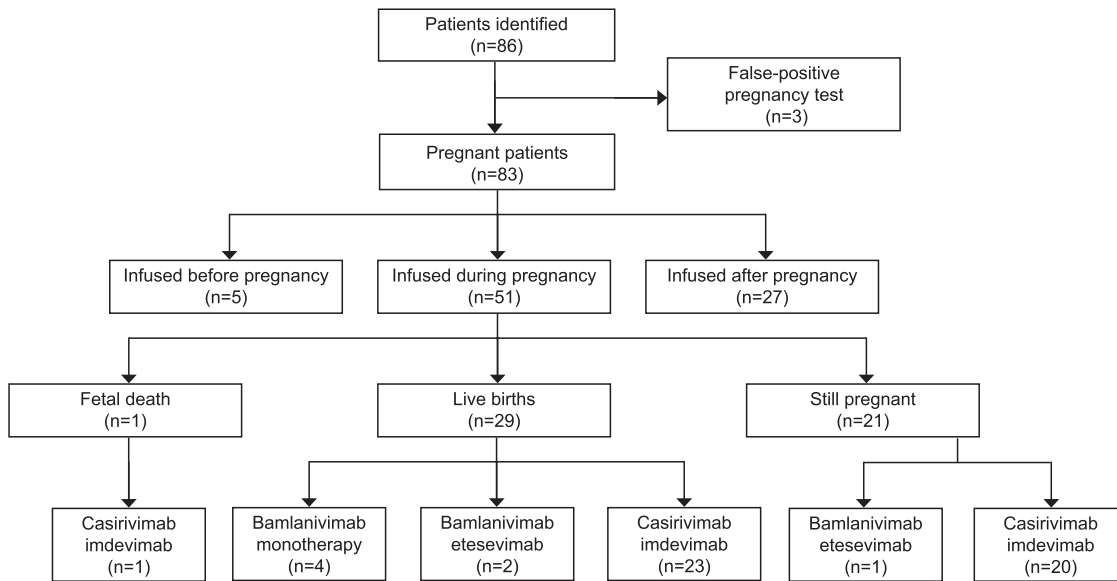 Patients identified
(n=86)
False-positive
pregnancy test
(n=3)
Pregnant patients
(n=83)
Infused before pregnancy
(n=5)
Infused during pregnancy
(n=51)
Infused after pregnancy
(n=27)
Fetal death
(n=1)
Live births
(n=29)
Still pregnant
(n=21)
Casirivimab
imdevimab
(n=1)
Bamlanivimab
monotherapy
(n=4)
Bamlanivimab
etesevimab
(n=2)
Casirivimab
imdevimab
(n=23)
Bamlanivimab
etesevimab
(n=1)
Casirivimab
imdevimab
(n=20)